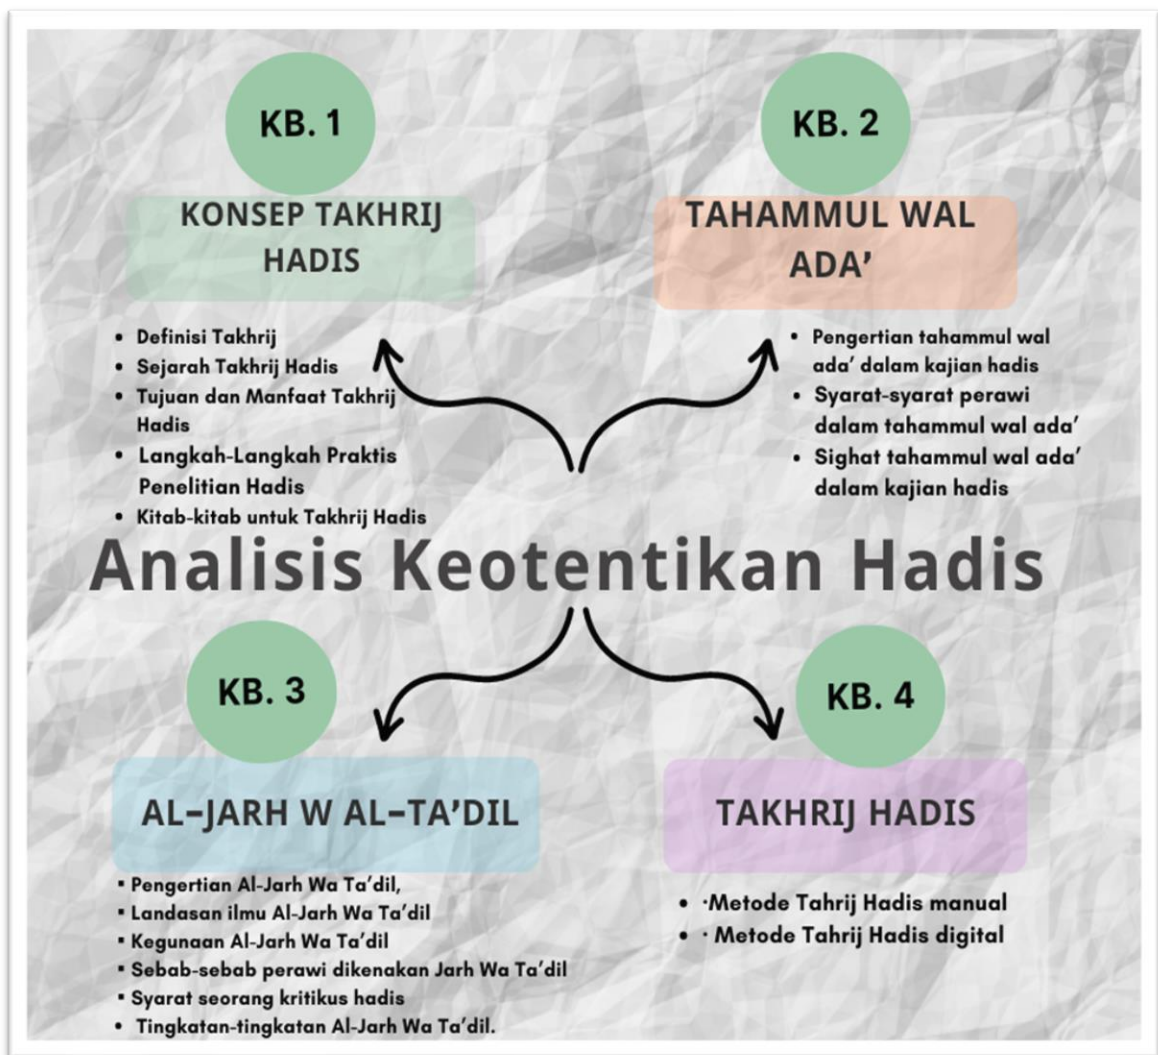 KB. 1
KONSEP TAKHRIJ
HADIS
• Definisi Takhrij
• Sejarah Takhrij Hadis
• Tujuan dan Manfaat Takhrij
Hadis
• Langkah-Langkah Praktis
Penelitian Hadis
• Kitab-kitab untuk Takhrij Hadis
KB. 2
TAHAMMUL WAL
ADA’
• Pengertian tahammul wal
ada’ dalam kajian hadis
• Syarat-syarat perawi
dalam tahammul wal ada’
• Sighat tahammul wal ada’
dalam kajian hadis
Analisis Keotentikan Hadis
KB. 3
AL-JARH W AL-TA’DIL
▪ Pengertian Al-Jarh Wa Ta’dil,
▪ Landasan ilmu Al-Jarh Wa Ta’dil
▪ Kegunaan Al-Jarh Wa Ta’dil
▪ Sebab-sebab perawi dikenakan Jarh Wa Ta’dil
▪ Syarat seorang kritikus hadis
• Tingkatan-tingkatan Al-Jarh Wa Ta’dil.
KB. 4
TAKHRIJ HADIS
• ·Metode Tahrij Hadis manual
• · Metode Tahrij Hadis digital